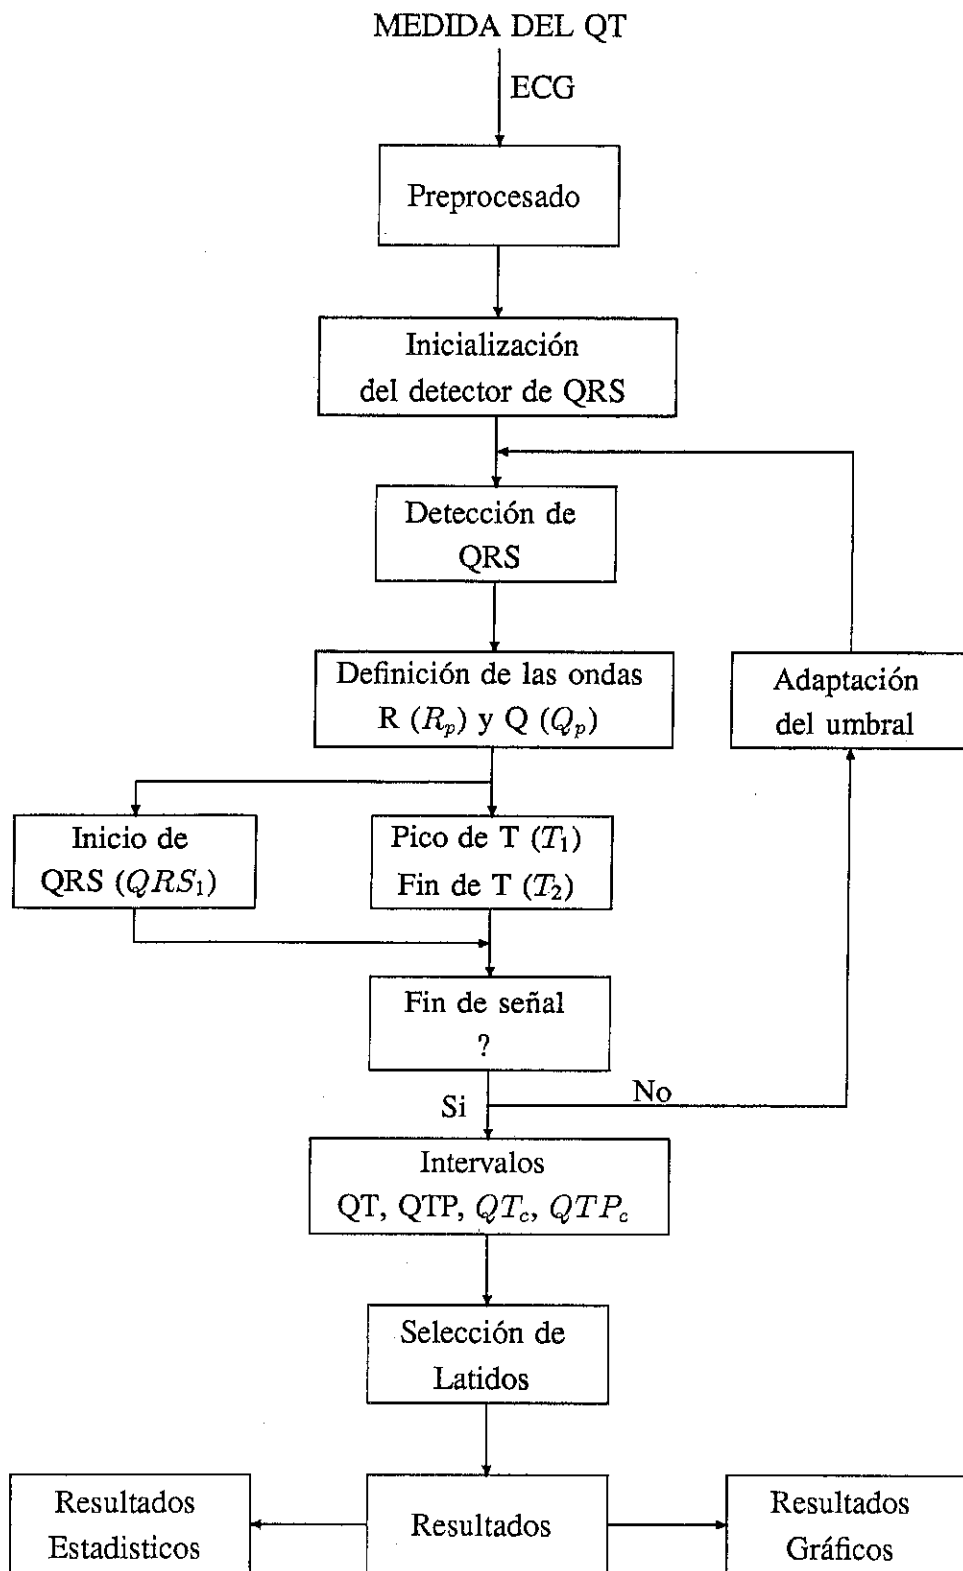 MEDIDA DEL QT
ECG
Preprocesado
Inicialización
del detector de QRS
Detección de
QRS
Definición de las ondas
R (R_p) y Q (Q_p)
Adaptación
del umbral
Inicio de
QRS (QRS_1)
Pico de T (T_1)
Fin de T (T_2)
Fin de señal
?
Si
No
Intervalos
QT, QTP, QT_c, QTP_c
Selección de
Latidos
Resultados
Estadisticos
Resultados
Resultados
Gráficos